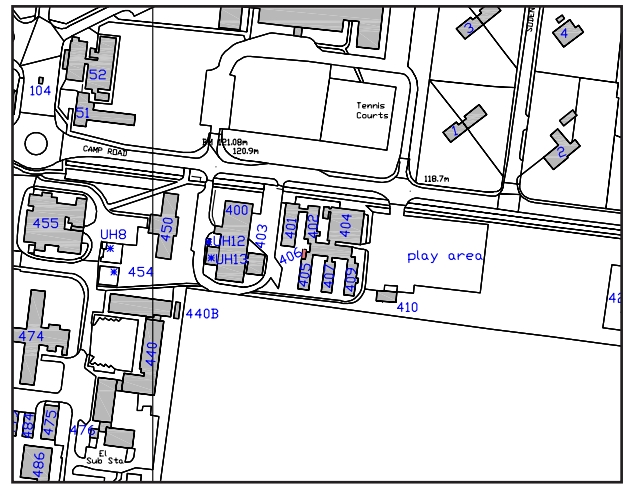 3
4
52
104
51
Tennis
Courts
1
2
BM 121.08m
120.9m
CAMP ROAD
118.7m
455
450
400
403
401
402
404
UH8
UH12
UH13
406
play area
454
405
407
409
410
440B
474
440
484
475
476
El
Sub Sta
486